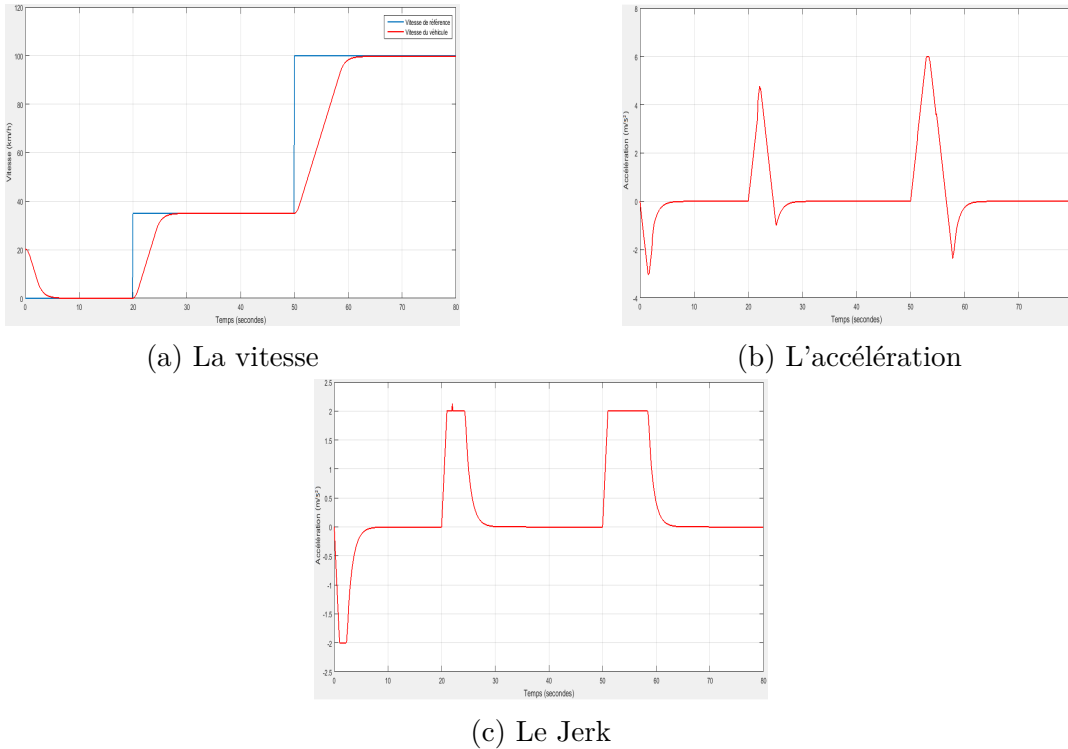 120
100
80
60
40
20
0
Vitesse (km/h)
Vitesse de référence
Vitesse du véhicule
0 10 20 30 40 50 60 70 80
Temps (secondes)
(a) La vitesse
8
6
4
2
0
-2
-4
Accélération (m/s²)
0 10 20 30 40 50 60 70
Temps (secondes)
(b) L'accélération
2.5
2
1.5
1
0.5
0
-0.5
-1
-1.5
-2
-2.5
Accélération (m/s²)
0 10 20 30 40 50 60 70 80
Temps (secondes)
(c) Le Jerk